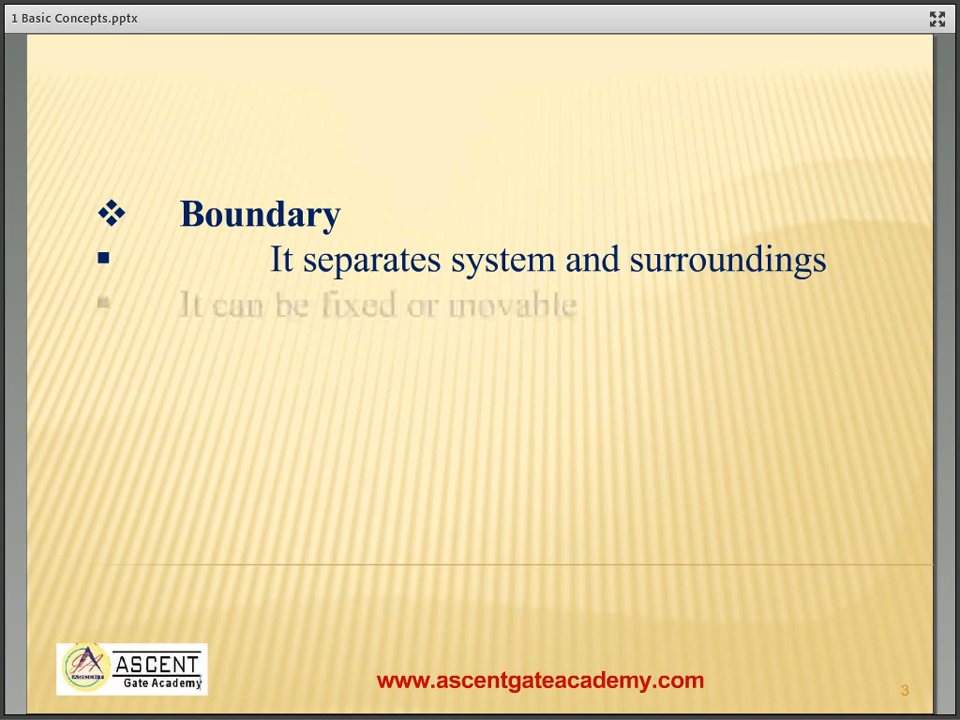 1 Basic Concepts.pptx
Boundary
It separates system and surroundings
It can be fixed or movable
ASCENT
Gate Academy
www.ascentgateacademy.com
3